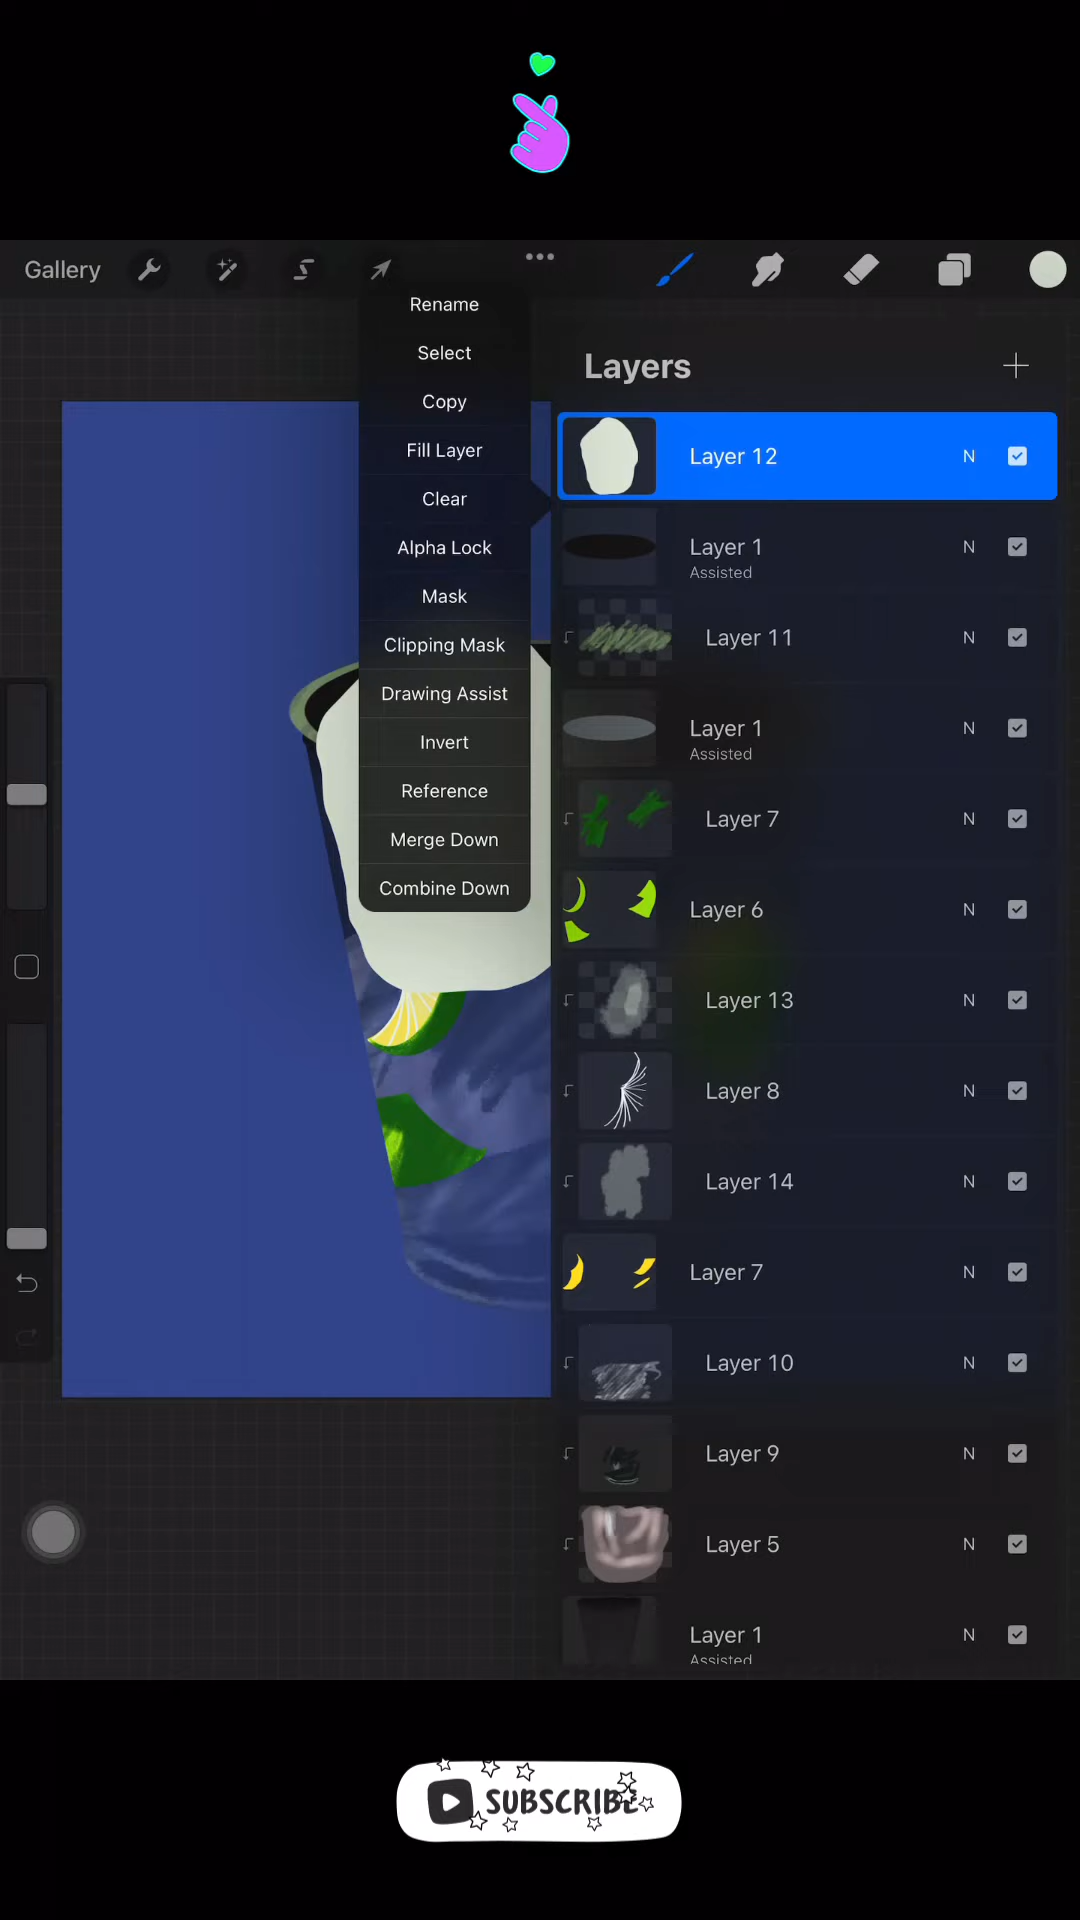 Gallery
Rename
Select
Copy
Fill Layer
Clear
Alpha Lock
Mask
Clipping Mask
Drawing Assist
Invert
Reference
Merge Down
Combine Down
Layers
Layer 12 N
Layer 1 N
Assisted
Layer 11 N
Layer 1 N
Assisted
Layer 7 N
Layer 6 N
Layer 13 N
Layer 8 N
Layer 14 N
Layer 7 N
Layer 10 N
Layer 9 N
Layer 5 N
Layer 1 N
Assisted
SUBSCRIBE